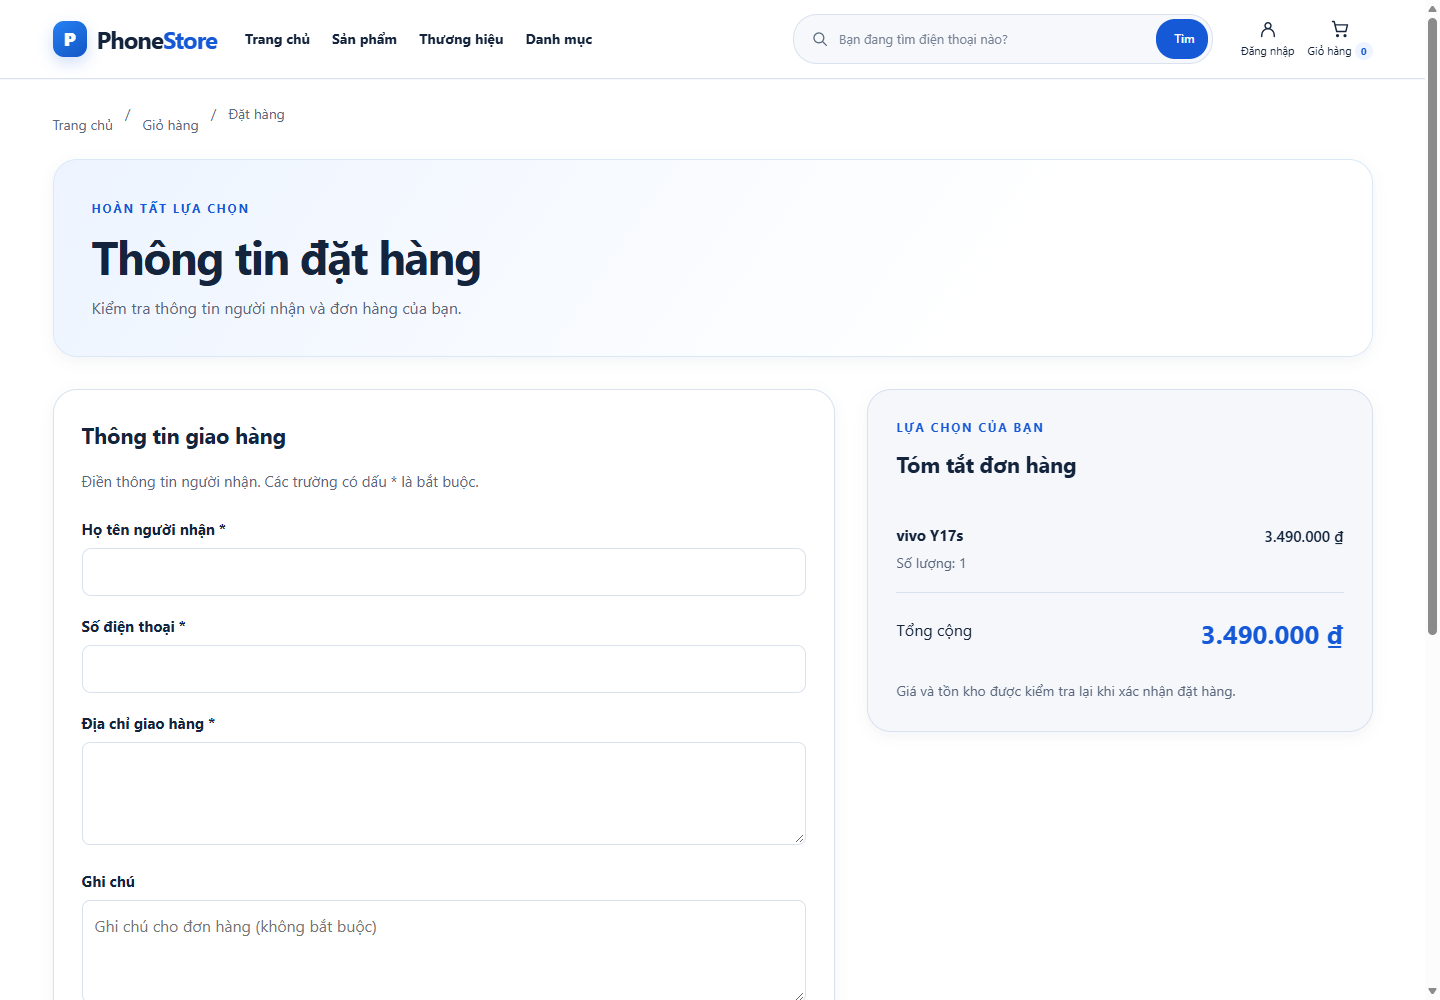 P PhoneStore Trang chủ Sản phẩm Thương hiệu Danh mục Bạn đang tìm điện thoại nào? Tìm Đăng nhập Giỏ hàng 0
Trang chủ / Giỏ hàng / Đặt hàng
HOÀN TẤT LỰA CHỌN
Thông tin đặt hàng
Kiểm tra thông tin người nhận và đơn hàng của bạn.
Thông tin giao hàng
Điền thông tin người nhận. Các trường có dấu * là bắt buộc.
Họ tên người nhận *
Số điện thoại *
Địa chỉ giao hàng *
Ghi chú
Ghi chú cho đơn hàng (không bắt buộc)
LỰA CHỌN CỦA BẠN
Tóm tắt đơn hàng
vivo Y17s 3.490.000 ₫
Số lượng: 1
Tổng cộng 3.490.000 ₫
Giá và tồn kho được kiểm tra lại khi xác nhận đặt hàng.